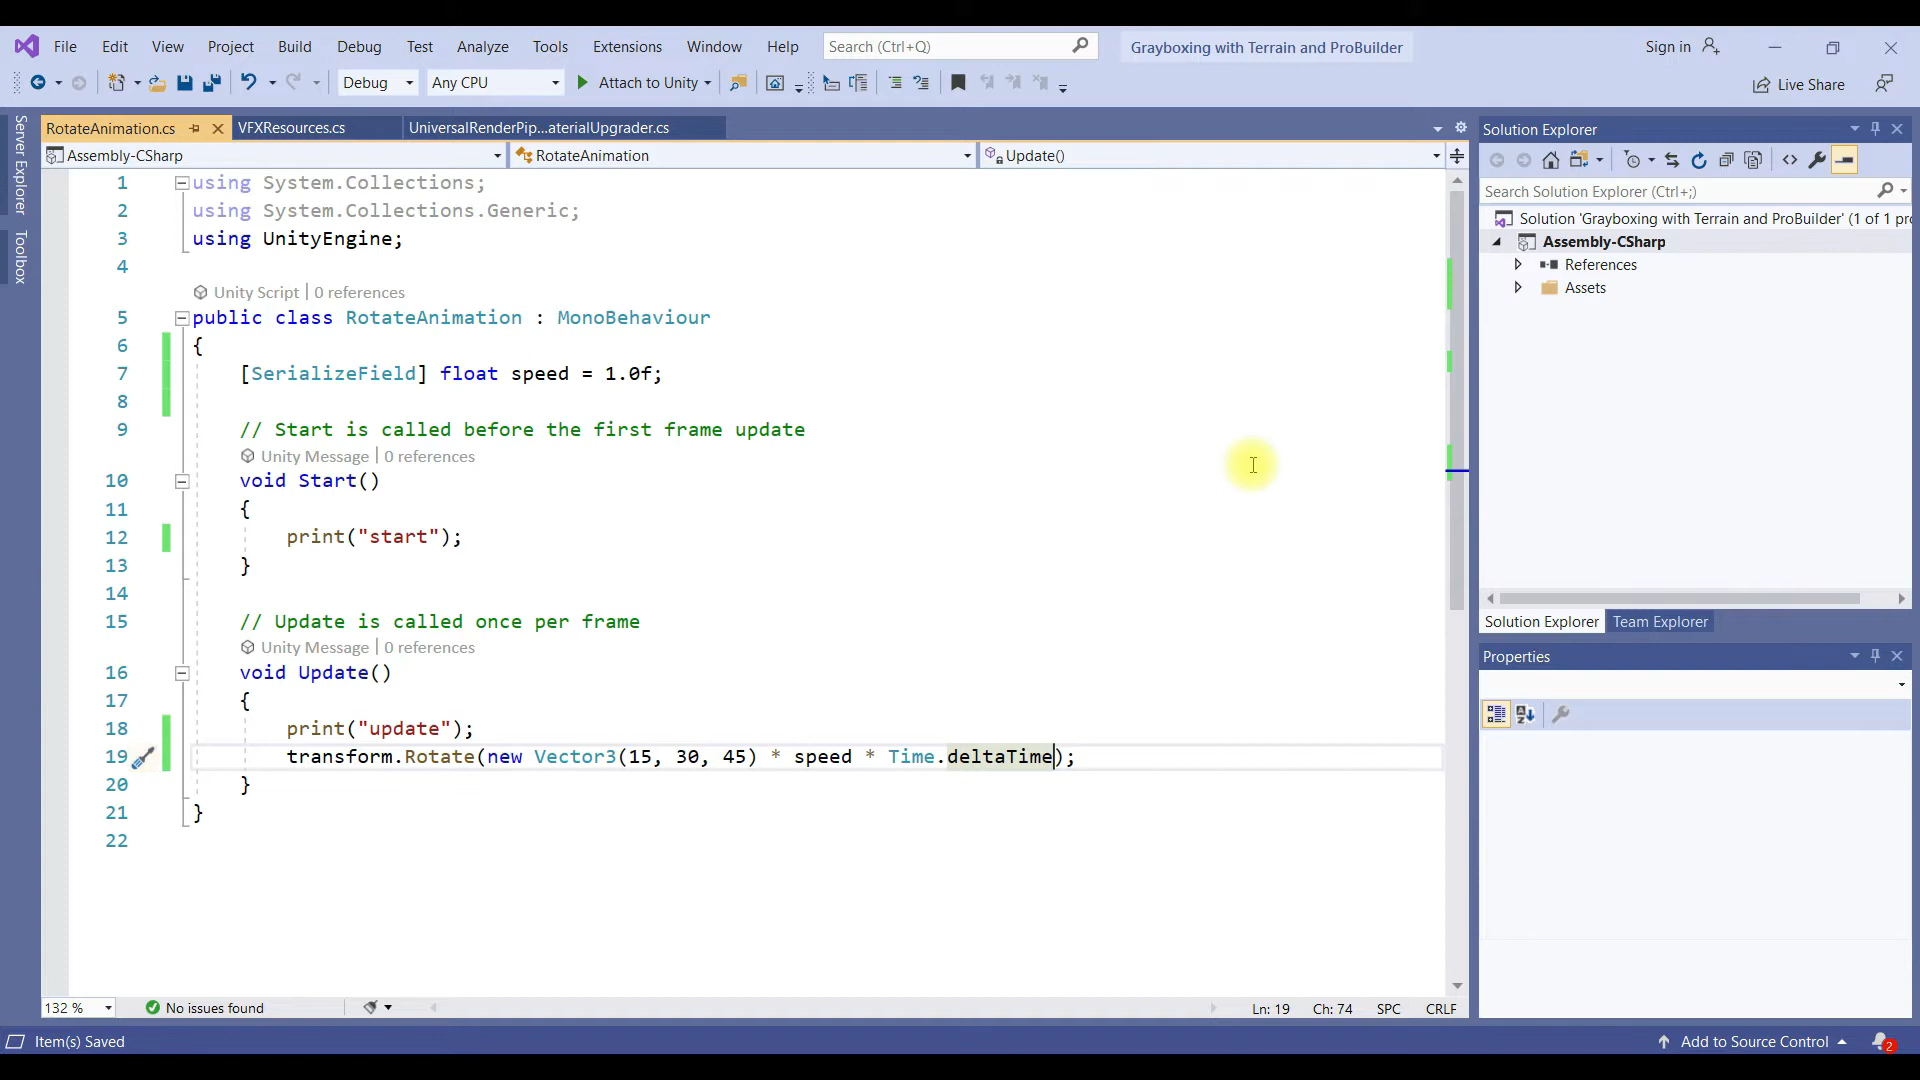 File Edit View Project Build Debug Test Analyze Tools Extensions Window Help Search (Ctrl+Q) Grayboxing with Terrain and ProBuilder Sign in
Debug Any CPU Attach to Unity Live Share
Server Explorer
Toolbox
RotateAnimation.cs VFXResources.cs UniversalRenderPip...aterialUpgrader.cs
Assembly-CSharp RotateAnimation Update()
1 using System.Collections;
2 using System.Collections.Generic;
3 using UnityEngine;
4
Unity Script | 0 references
5 public class RotateAnimation : MonoBehaviour
6 {
7 [SerializeField] float speed = 1.0f;
8
9 // Start is called before the first frame update
Unity Message | 0 references
10 void Start()
11 {
12 print("start");
13 }
14
15 // Update is called once per frame
Unity Message | 0 references
16 void Update()
17 {
18 print("update");
19 transform.Rotate(new Vector3(15, 30, 45) * speed * Time.deltaTime);
20 }
21 }
22
132 % No issues found Ln: 19 Ch: 74 SPC CRLF
Solution Explorer
Search Solution Explorer (Ctrl+;)
Solution 'Grayboxing with Terrain and ProBuilder' (1 of 1 pro
Assembly-CSharp
References
Assets
Solution Explorer Team Explorer
Properties
Item(s) Saved Add to Source Control 2